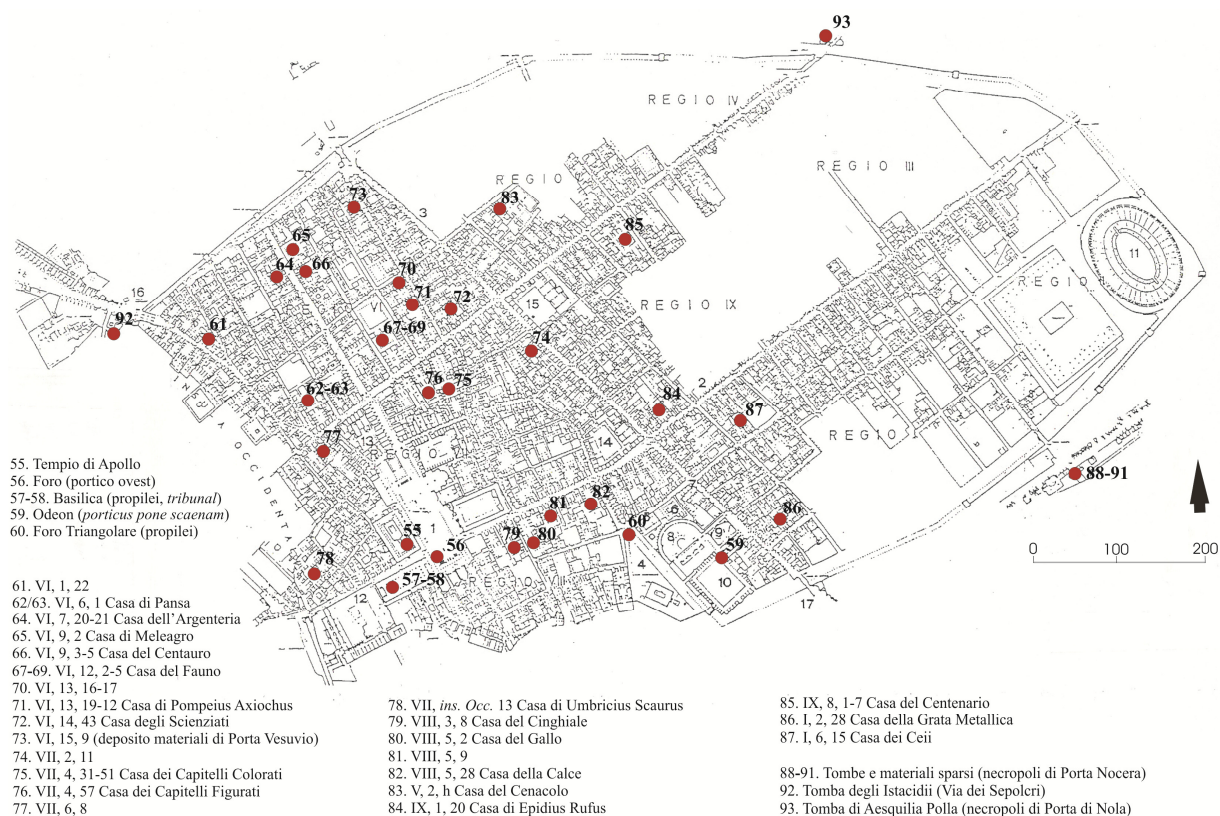 93
REGIO IV
REGIO III
73
3
REGIO
83
65
85
64
66
70
16
71
72
VI
15
REGIO IX
REGIO
11
92
61
67-69
74
76
75
62-63
2
84
87
INSULA OCCIDENTALIS
77
13
REGIO VII
14
REGIO I
55. Tempio di Apollo
56. Foro (portico ovest)
57-58. Basilica (propilei, tribunal)
59. Odeon (porticus pone scaenam)
60. Foro Triangolare (propilei)
88-91
7
82
81
86
6
60
55
1
56
79
80
8
9
59
78
57-58
REGIO VIII
4
10
12
17
0 100 200
61. VI, 1, 22
62/63. VI, 6, 1 Casa di Pansa
64. VI, 7, 20-21 Casa dell'Argenteria
65. VI, 9, 2 Casa di Meleagro
66. VI, 9, 3-5 Casa del Centauro
67-69. VI, 12, 2-5 Casa del Fauno
70. VI, 13, 16-17
71. VI, 13, 19-12 Casa di Pompeius Axiochus
72. VI, 14, 43 Casa degli Scienziati
73. VI, 15, 9 (deposito materiali di Porta Vesuvio)
74. VII, 2, 11
75. VII, 4, 31-51 Casa dei Capitelli Colorati
76. VII, 4, 57 Casa dei Capitelli Figurati
77. VII, 6, 8
78. VII, ins. Occ. 13 Casa di Umbricius Scaurus
79. VIII, 3, 8 Casa del Cinghiale
80. VIII, 5, 2 Casa del Gallo
81. VIII, 5, 9
82. VIII, 5, 28 Casa della Calce
83. V, 2, h Casa del Cenacolo
84. IX, 1, 20 Casa di Epidius Rufus
85. IX, 8, 1-7 Casa del Centenario
86. I, 2, 28 Casa della Grata Metallica
87. I, 6, 15 Casa dei Ceii
88-91. Tombe e materiali sparsi (necropoli di Porta Nocera)
92. Tomba degli Istacidii (Via dei Sepolcri)
93. Tomba di Aesquilia Polla (necropoli di Porta di Nola)